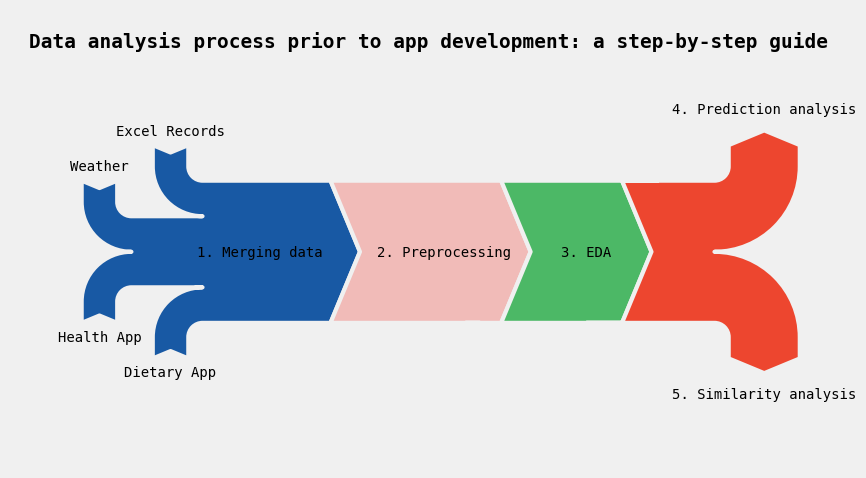 Data analysis process prior to app development: a step-by-step guide
4. Prediction analysis
Excel Records
Weather
1. Merging data
2. Preprocessing
3. EDA
Health App
Dietary App
5. Similarity analysis